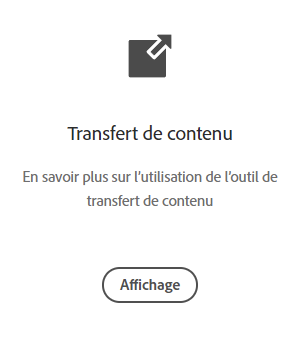 Transfert de contenu
En savoir plus sur l'utilisation de l'outil de
transfert de contenu
Affichage